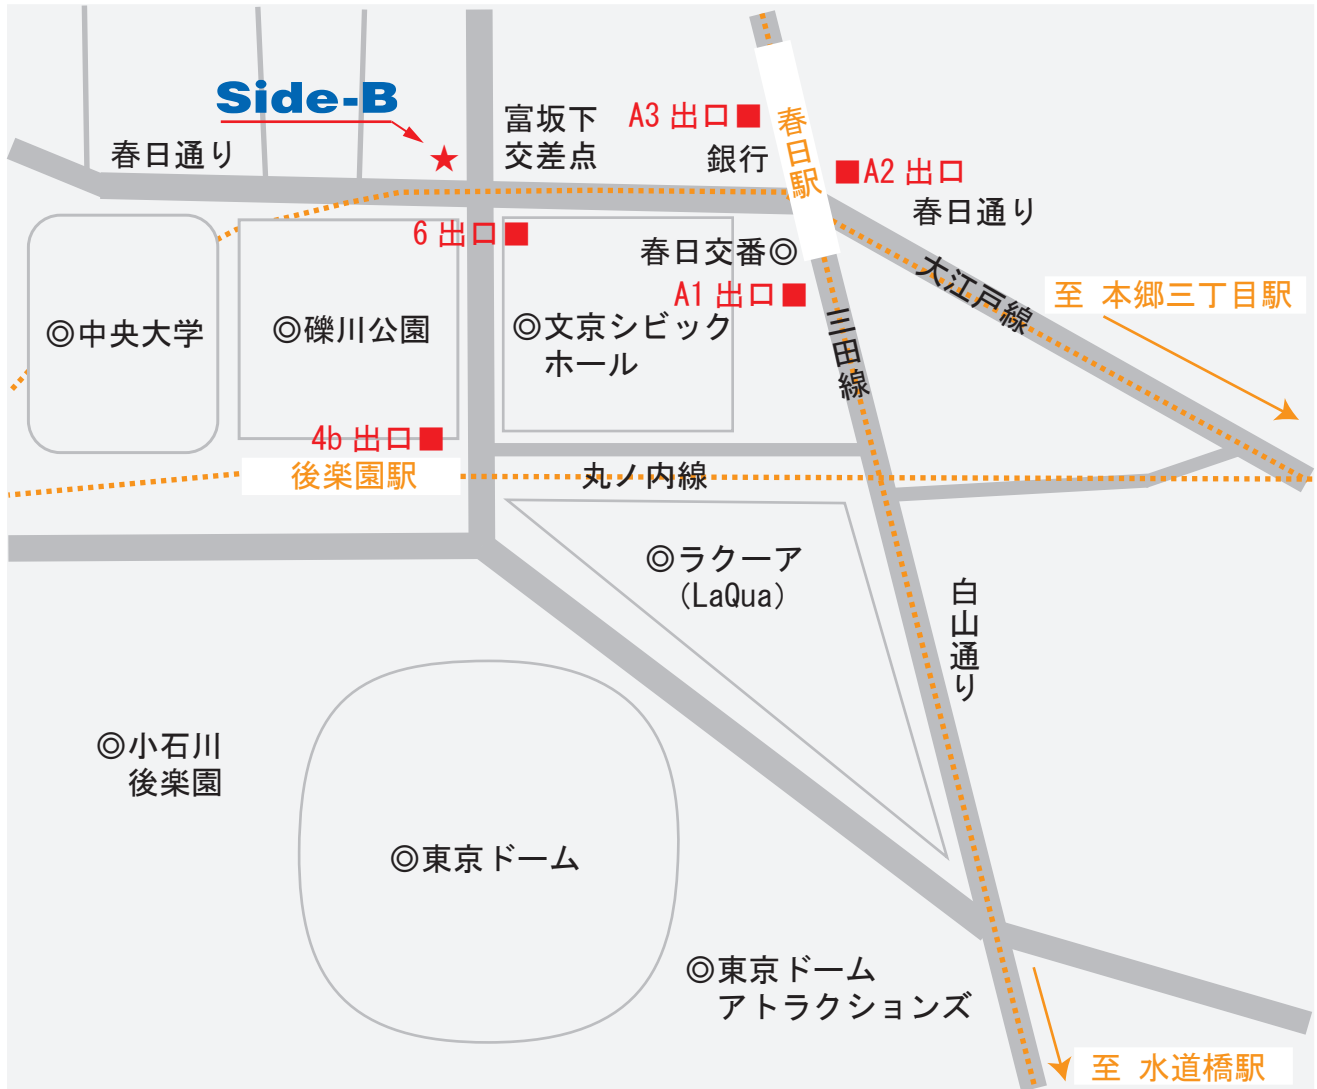 Side-B
富坂下
交差点
A3 出口
春日駅
春日通り
銀行
A2 出口
春日通り
6 出口
春日交番
大江戸線
A1 出口
至 本郷三丁目駅
中央大学
礫川公園
文京シビック
ホール
三田線
4b 出口
後楽園駅
丸ノ内線
ラクーア
(LaQua)
白山通り
小石川
後楽園
東京ドーム
東京ドーム
アトラクションズ
至 水道橋駅